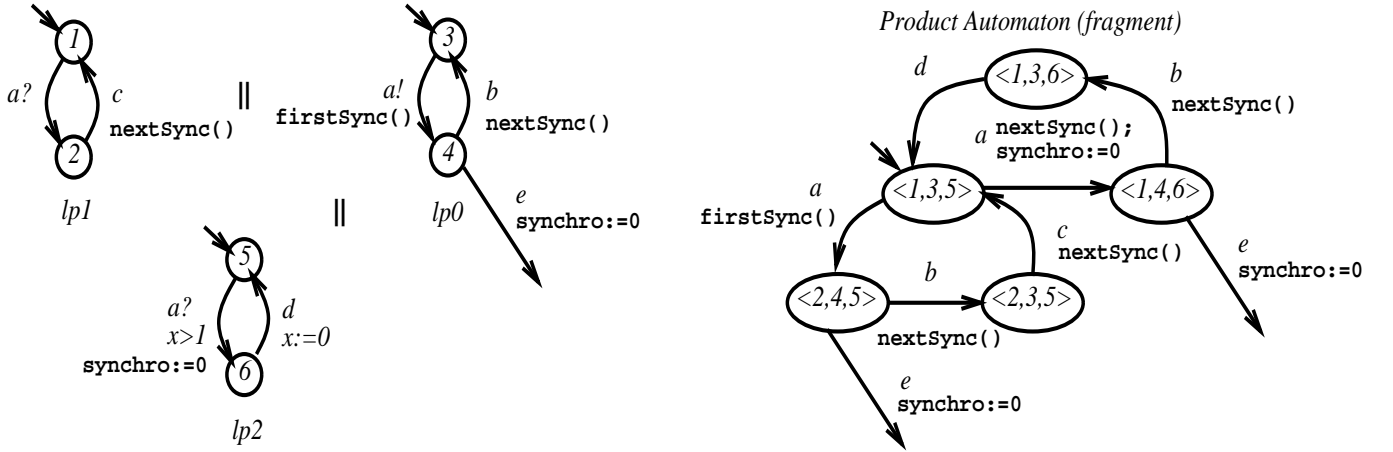 1
a?
c
nextSync()
2
lp1
||
3
a!
firstSync()
b
nextSync()
4
lp0
e
synchro:=0
||
5
a?
x>1
synchro:=0
d
x:=0
6
lp2
Product Automaton (fragment)
<1,3,6>
d
b
nextSync()
a nextSync();
synchro:=0
<1,3,5>
<1,4,6>
a
firstSync()
c
nextSync()
e
synchro:=0
<2,4,5>
b
nextSync()
<2,3,5>
e
synchro:=0